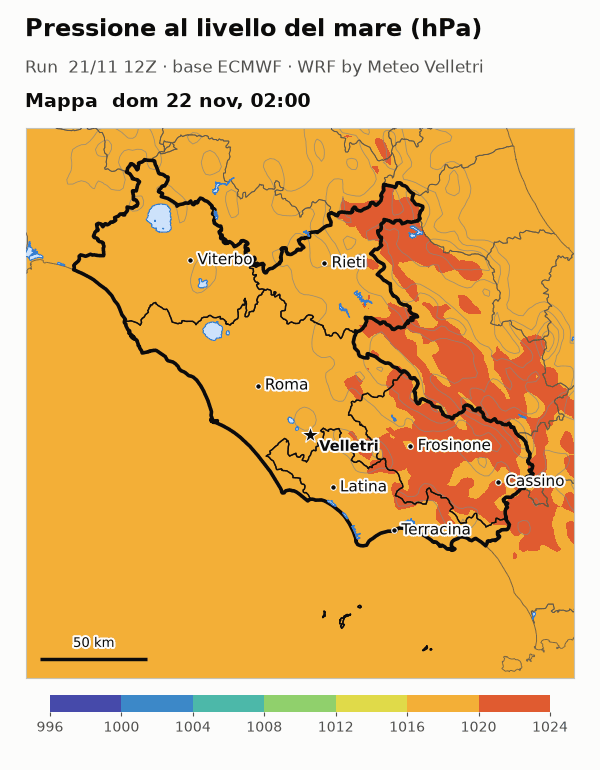 Pressione al livello del mare (hPa)
Run  21/11 12Z · base ECMWF · WRF by Meteo Velletri
Mappa  dom 22 nov, 02:00
Viterbo
Rieti
Roma
Velletri
Frosinone
Latina
Cassino
Terracina
50 km
996 1000 1004 1008 1012 1016 1020 1024